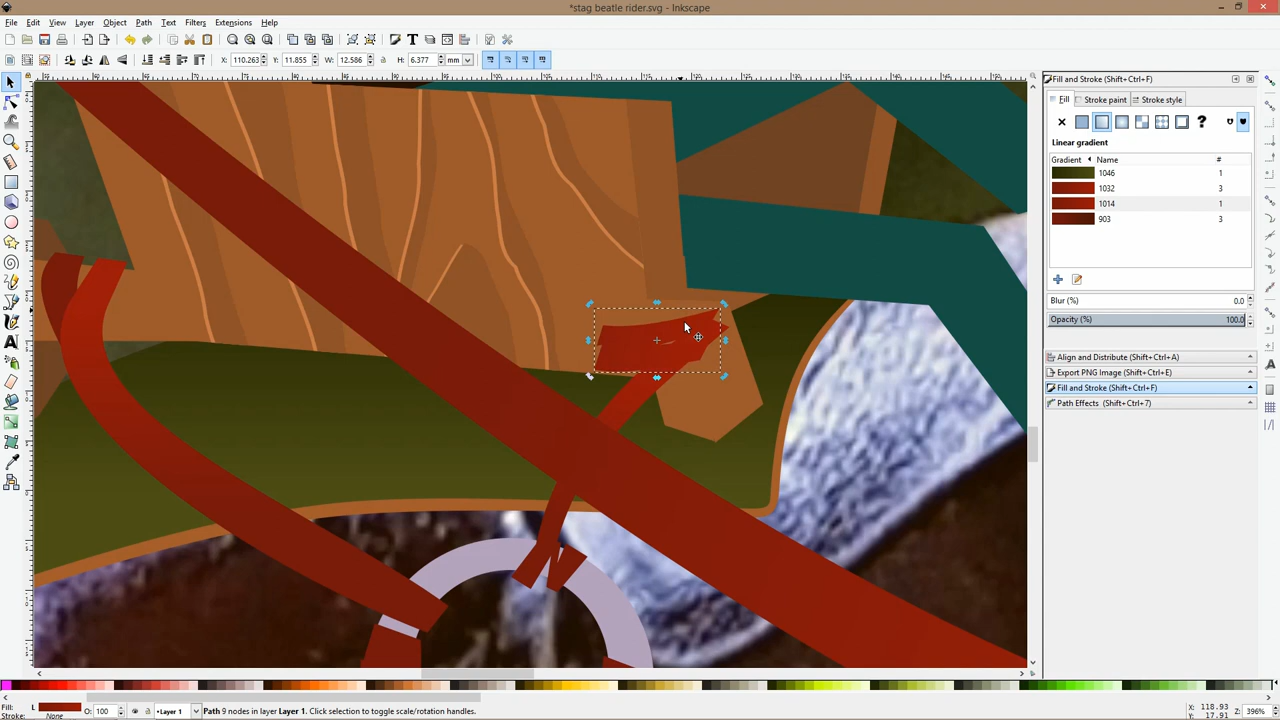 *stag beatle rider.svg - Inkscape
File Edit View Layer Object Path Text Filters Extensions Help
X: 110.263 Y: 11.855 W: 12.586 H: 6.377 mm
Fill and Stroke (Shift+Ctrl+F)
Fill Stroke paint Stroke style
Linear gradient
Gradient Name #
1046 1
1032 3
1014 1
903 3
Blur (%) 0.0
Opacity (%) 100.0
Align and Distribute (Shift+Ctrl+A)
Export PNG Image (Shift+Ctrl+E)
Fill and Stroke (Shift+Ctrl+F)
Path Effects (Shift+Ctrl+7)
Fill: L O: 100 Layer 1 Path 9 nodes in layer Layer 1. Click selection to toggle scale/rotation handles. X: 118.93 Z: 396%
Stroke: None Y: 17.91